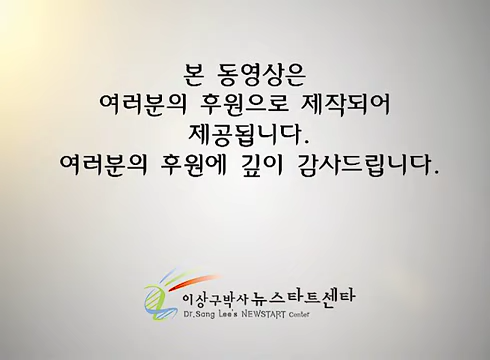 본 동영상은
여러분의 후원으로 제작되어
제공됩니다.
여러분의 후원에 깊이 감사드립니다.
이상구박사 뉴스타트센타
Dr.Sang Lee's NEWSTART Center